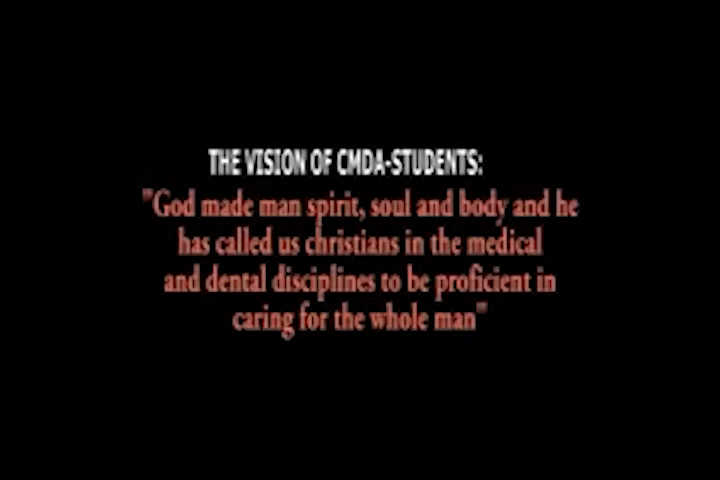 THE VISION OF CMDA-STUDENTS:
"God made man spirit, soul and body and he
has called us christians in the medical
and dental disciplines to be proficient in
caring for the whole man"